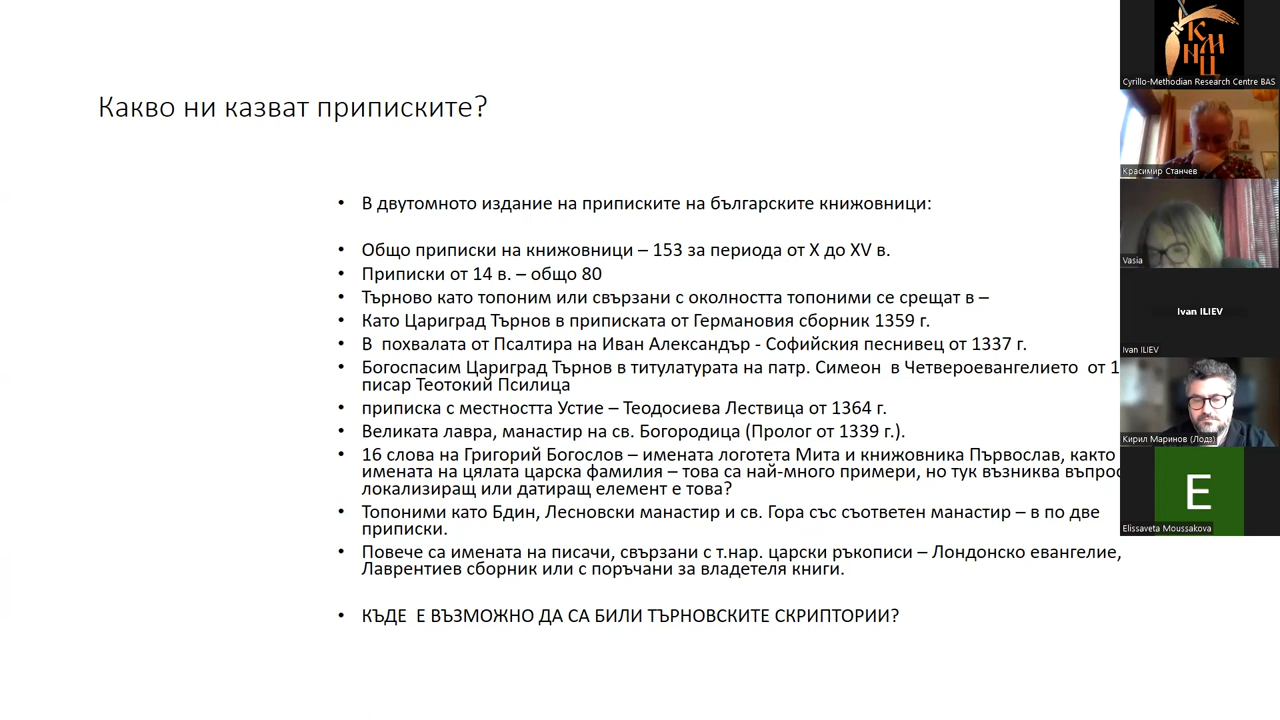 Какво ни казват приписките?
• В двутомното издание на приписките на българските книжовници:
• Общо приписки на книжовници – 153 за периода от X до XV в.
• Приписки от 14 в. – общо 80
• Търново като топоним или свързани с околността топоними се срещат в –
• Като Цариград Търнов в приписката от Германовия сборник 1359 г.
• В  похвалата от Псалтира на Иван Александър - Софийския песнивец от 1337 г.
• Богоспасим Цариград Търнов в титулатурата на патр. Симеон  в Четвероевангелието  от 1
писар Теотокий Псилица
• приписка с местността Устие – Теодосиева Лествица от 1364 г.
• Великата лавра, манастир на св. Богородица (Пролог от 1339 г.).
• 16 слова на Григорий Богослов – имената логотета Мита и книжовника Първослав, както
имената на цялата царска фамилия – това са най-много примери, но тук възниква въпрос
локализиращ или датиращ елемент е това?
• Топоними като Бдин, Лесновски манастир и св. Гора със съответен манастир – в по две
приписки.
• Повече са имената на писачи, свързани с т.нар. царски ръкописи – Лондонско евангелие,
Лаврентиев сборник или с поръчани за владетеля книги.
• КЪДЕ  Е ВЪЗМОЖНО ДА СА БИЛИ ТЪРНОВСКИТЕ СКРИПТОРИИ?
КМ
НЦ
Cyrillo-Methodian Research Centre BAS
Красимир Станчев
Vasia
Ivan ILIEV
Ivan ILIEV
Кирил Маринов (Лодз)
E
Elissaveta Moussakova